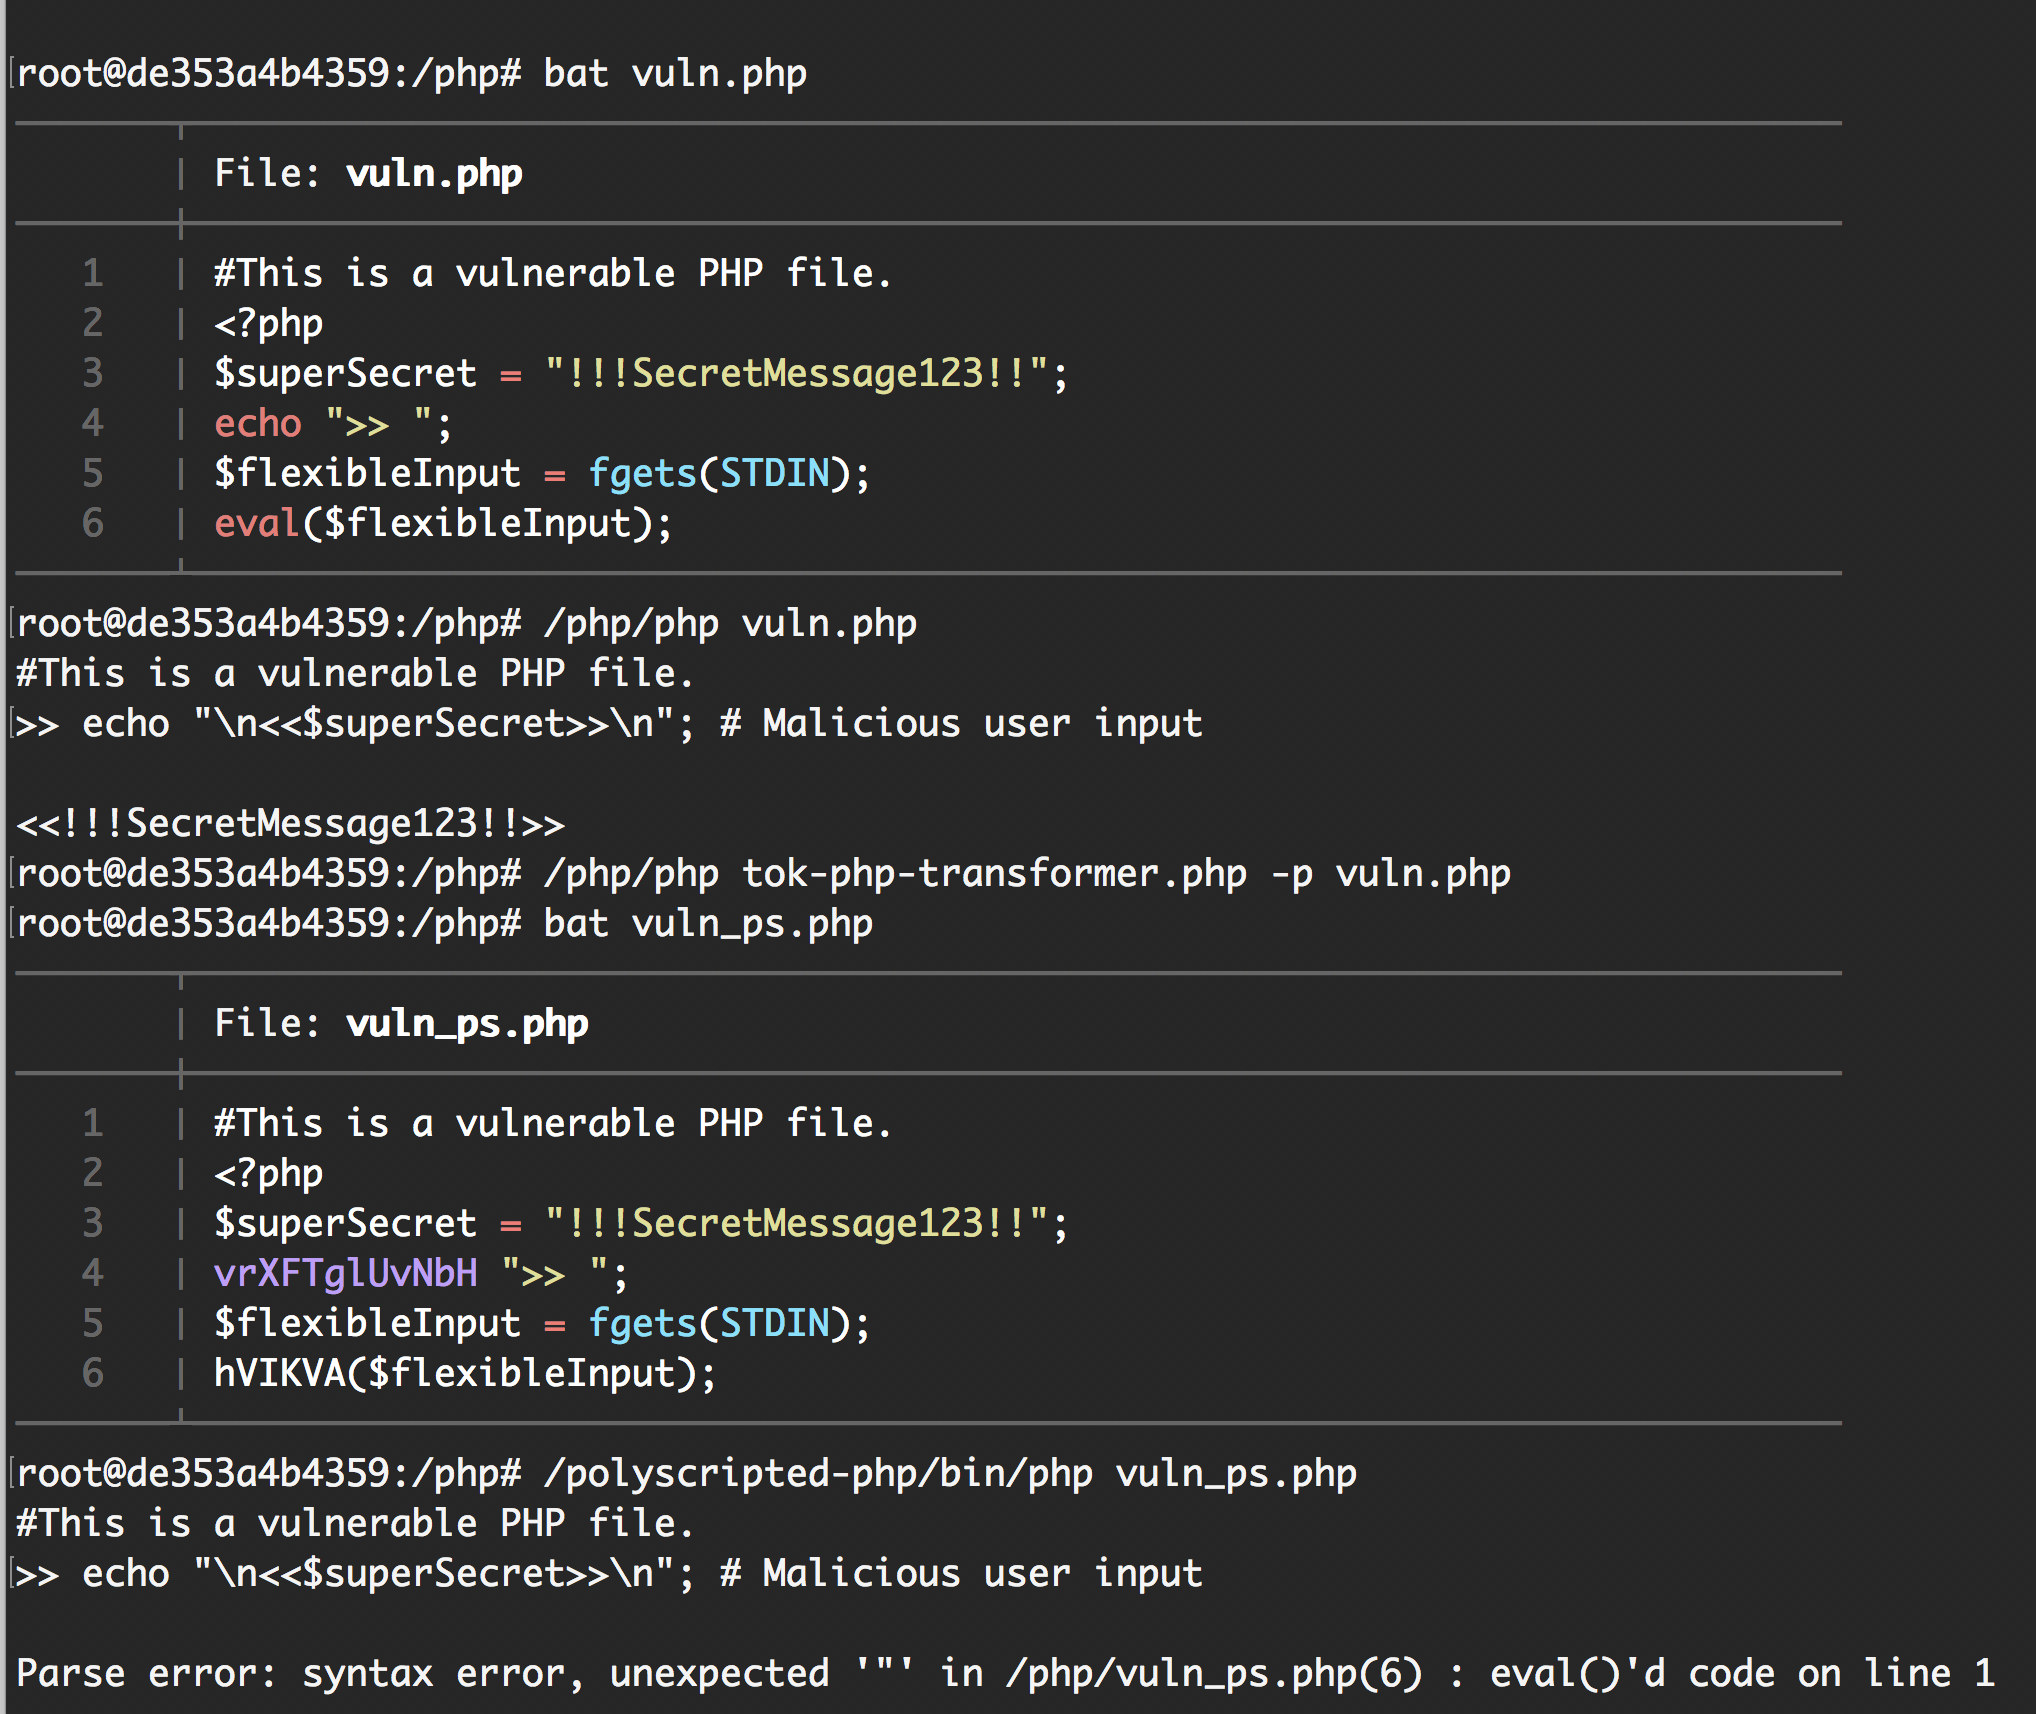 root@de353a4b4359:/php# bat vuln.php
File: vuln.php
1 | #This is a vulnerable PHP file.
2 | <?php
3 | $superSecret = "!!!SecretMessage123!!";
4 | echo ">> ";
5 | $flexibleInput = fgets(STDIN);
6 | eval($flexibleInput);
root@de353a4b4359:/php# /php/php vuln.php
#This is a vulnerable PHP file.
>> echo "\n<<$superSecret>>\n"; # Malicious user input
<<!!!SecretMessage123!!>>
root@de353a4b4359:/php# /php/php tok-php-transformer.php -p vuln.php
root@de353a4b4359:/php# bat vuln_ps.php
File: vuln_ps.php
1 | #This is a vulnerable PHP file.
2 | <?php
3 | $superSecret = "!!!SecretMessage123!!";
4 | vrXFTglUvNbH ">> ";
5 | $flexibleInput = fgets(STDIN);
6 | hVIKVA($flexibleInput);
root@de353a4b4359:/php# /polyscripted-php/bin/php vuln_ps.php
#This is a vulnerable PHP file.
>> echo "\n<<$superSecret>>\n"; # Malicious user input
Parse error: syntax error, unexpected '"' in /php/vuln_ps.php(6) : eval()'d code on line 1